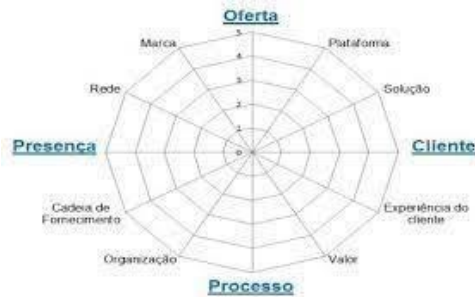 Oferta
Marca
Plataforma
Rede
Solução
Presença
Cliente
Cadeia de
Fornecimento
Experiência do
cliente
Organização
Valor
Processo
5
4
3
2
1
0